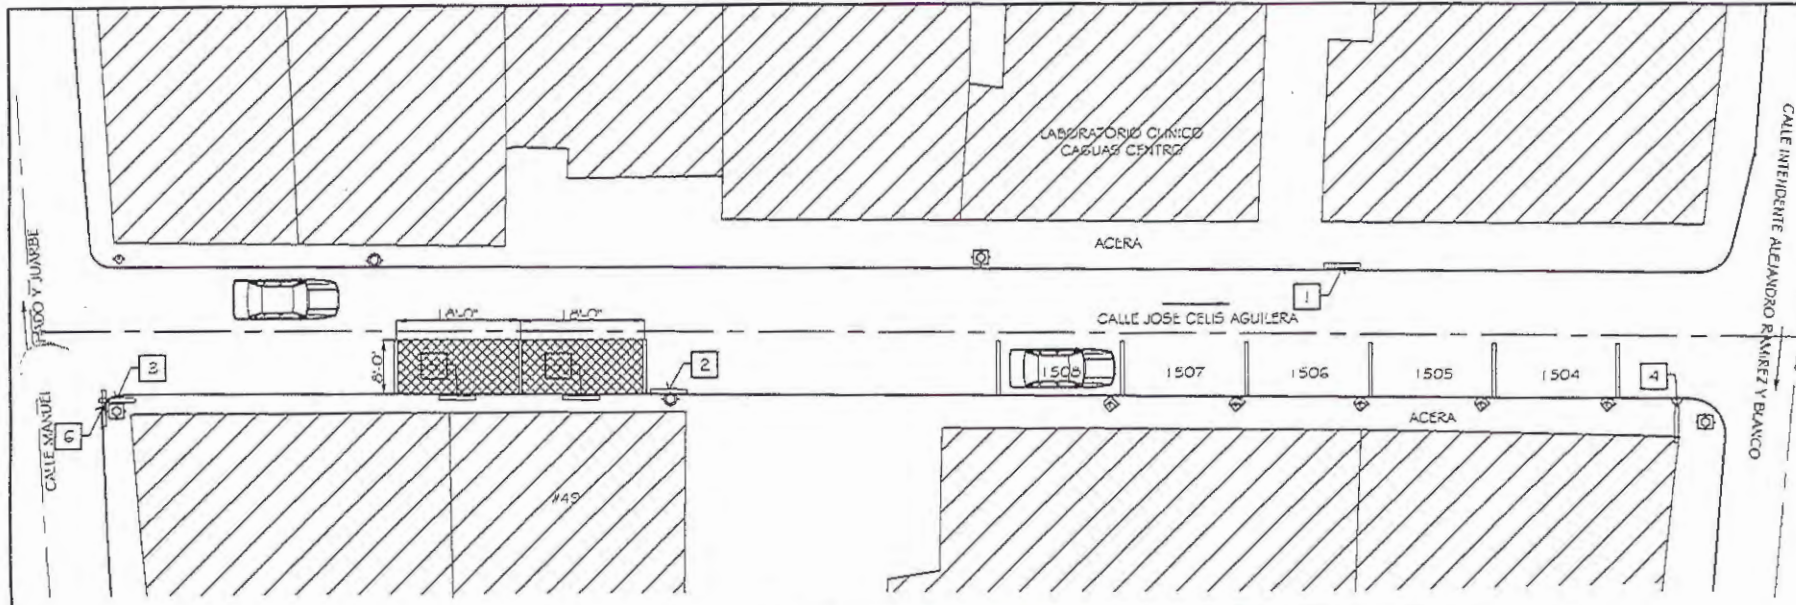 LABORATORIO CLINICO
CAGUAS CENTRO
ACERA
1
CALLE JOSE CELIS AGUILERA
18'-0"
18'-0"
8'-0"
3
2
1508
1507
1506
1505
1504
4
ACERA
#49
CALLE MANUEL
Y JUARBE
CALLE INTENDENTE ALEJANDRO RAMIREZ Y BLANCO